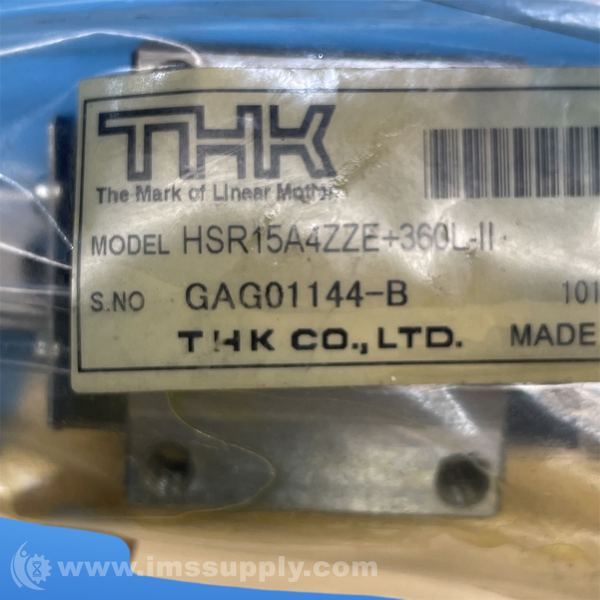 THK
The Mark of Linear Motion
MODEL HSR15A4ZZE+360L-II
S.NO GAG01144-B 101
THK CO., LTD. MADE
www.imssupply.com